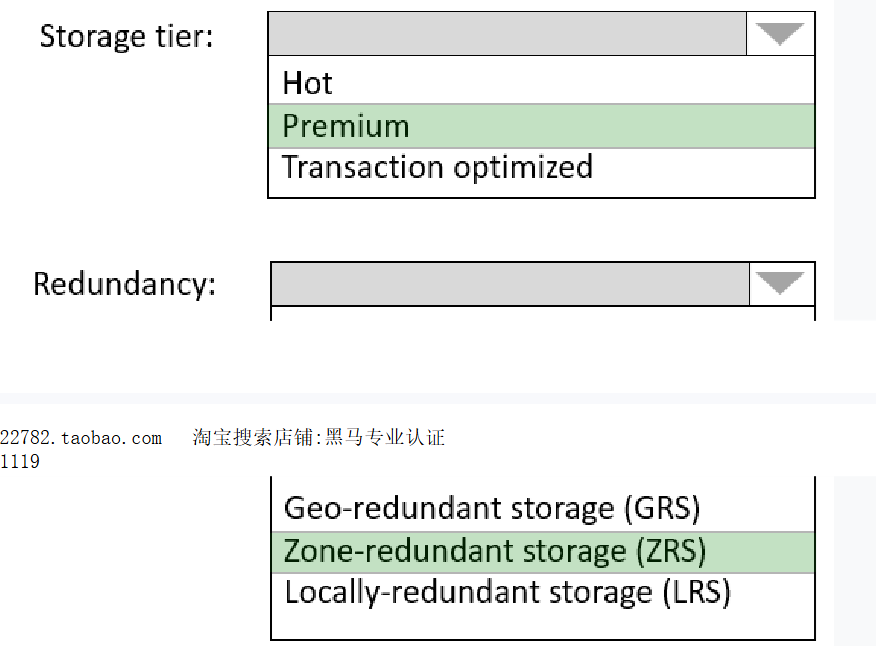 Storage tier:
Hot
Premium
Transaction optimized
Redundancy:
22782.taobao.com 淘宝搜索店铺:黑马专业认证
1119
Geo-redundant storage (GRS)
Zone-redundant storage (ZRS)
Locally-redundant storage (LRS)